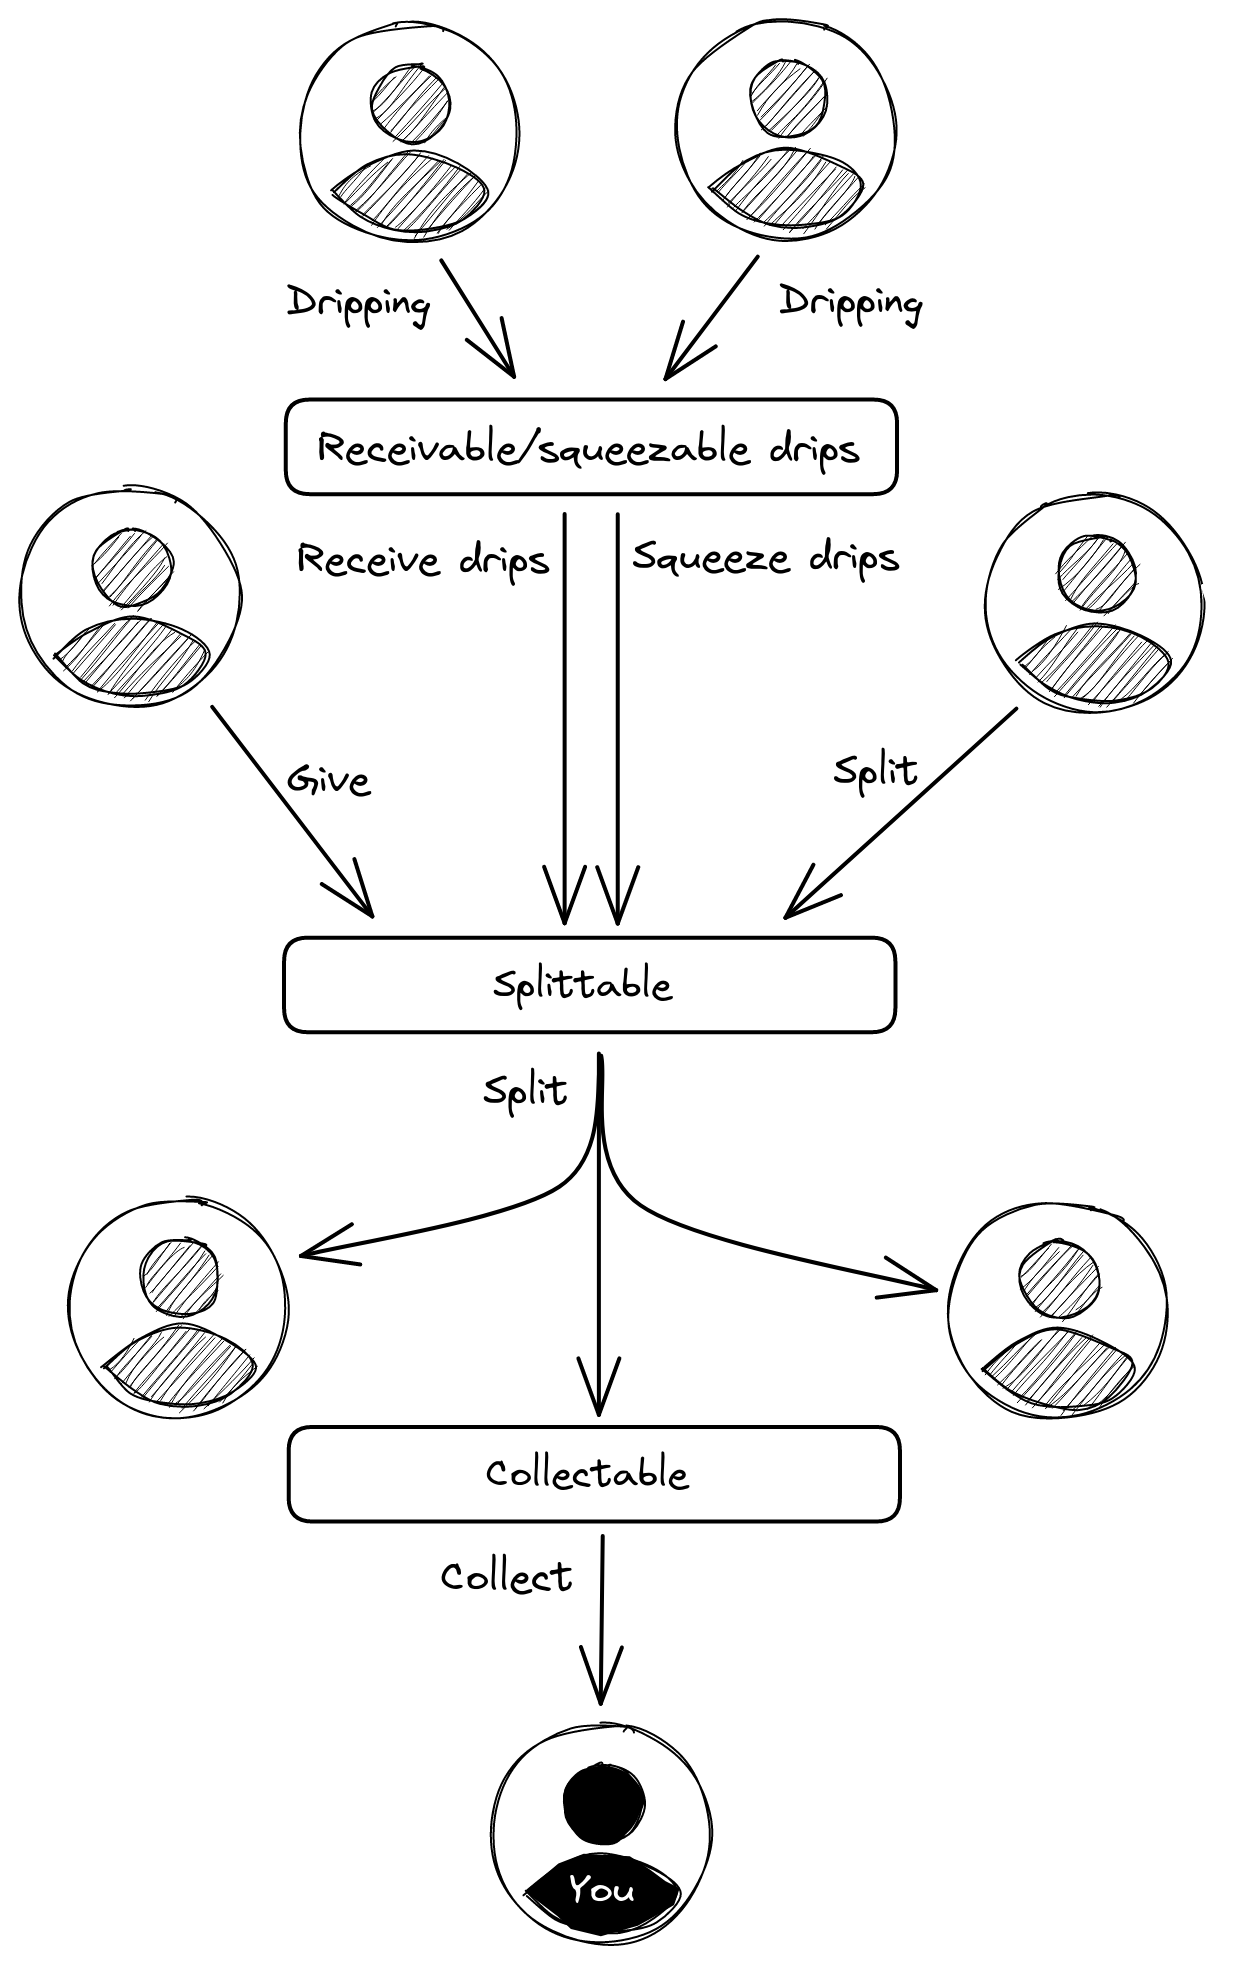 Dripping
Dripping
Receivable/squeezable drips
Receive drips
Squeeze drips
Give
Split
Splittable
Split
Collectable
Collect
You